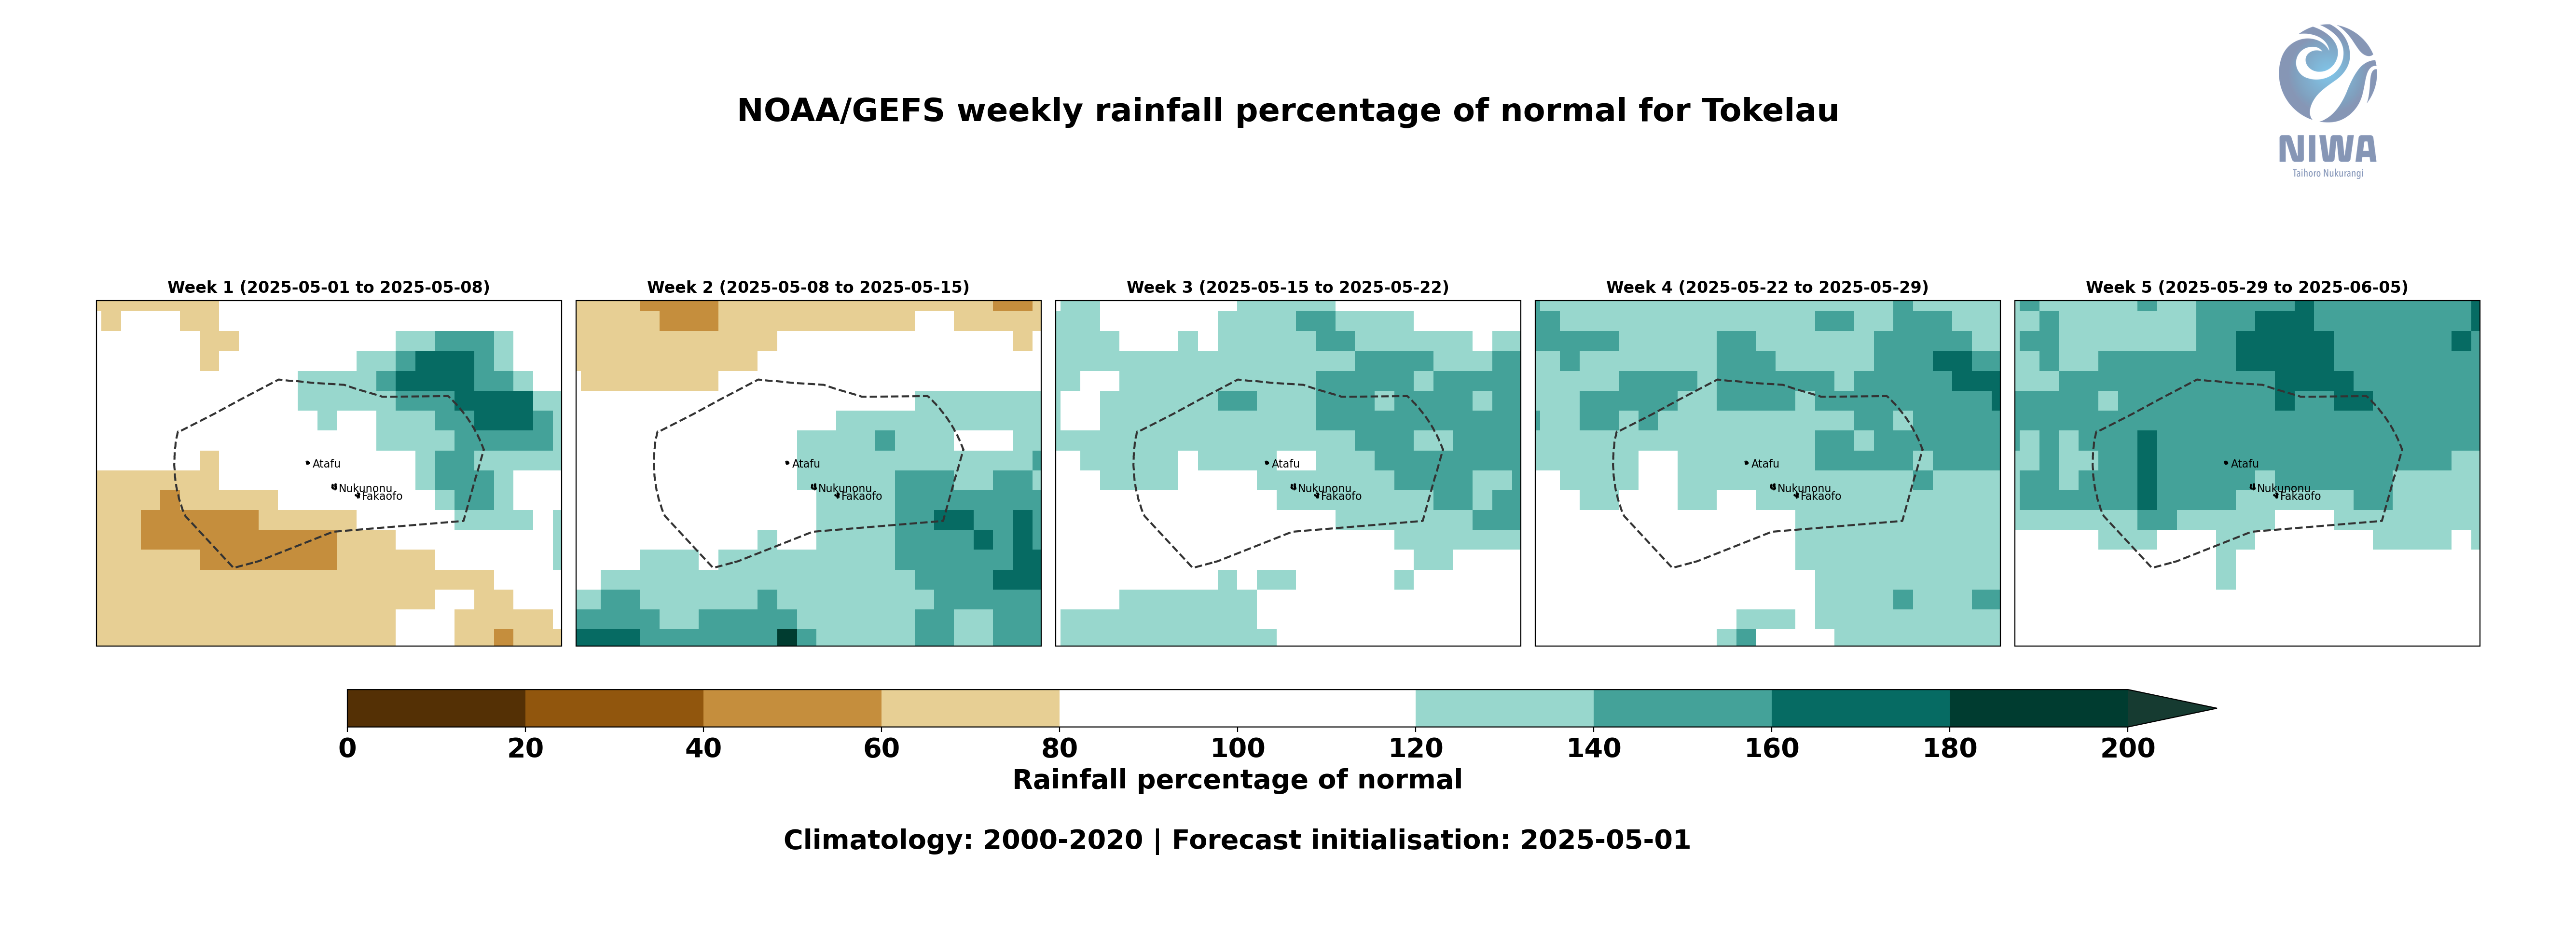 NOAA/GEFS weekly rainfall percentage of normal for Tokelau
NIWA
Taihoro Nukurangi
Week 1 (2025-05-01 to 2025-05-08)
Week 2 (2025-05-08 to 2025-05-15)
Week 3 (2025-05-15 to 2025-05-22)
Week 4 (2025-05-22 to 2025-05-29)
Week 5 (2025-05-29 to 2025-06-05)
Atafu
Nukunonu
Fakaofo
Atafu
Nukunonu
Fakaofo
Atafu
Nukunonu
Fakaofo
Atafu
Nukunonu
Fakaofo
Atafu
Nukunonu
Fakaofo
0 20 40 60 80 100 120 140 160 180 200
Rainfall percentage of normal
Climatology: 2000-2020 | Forecast initialisation: 2025-05-01